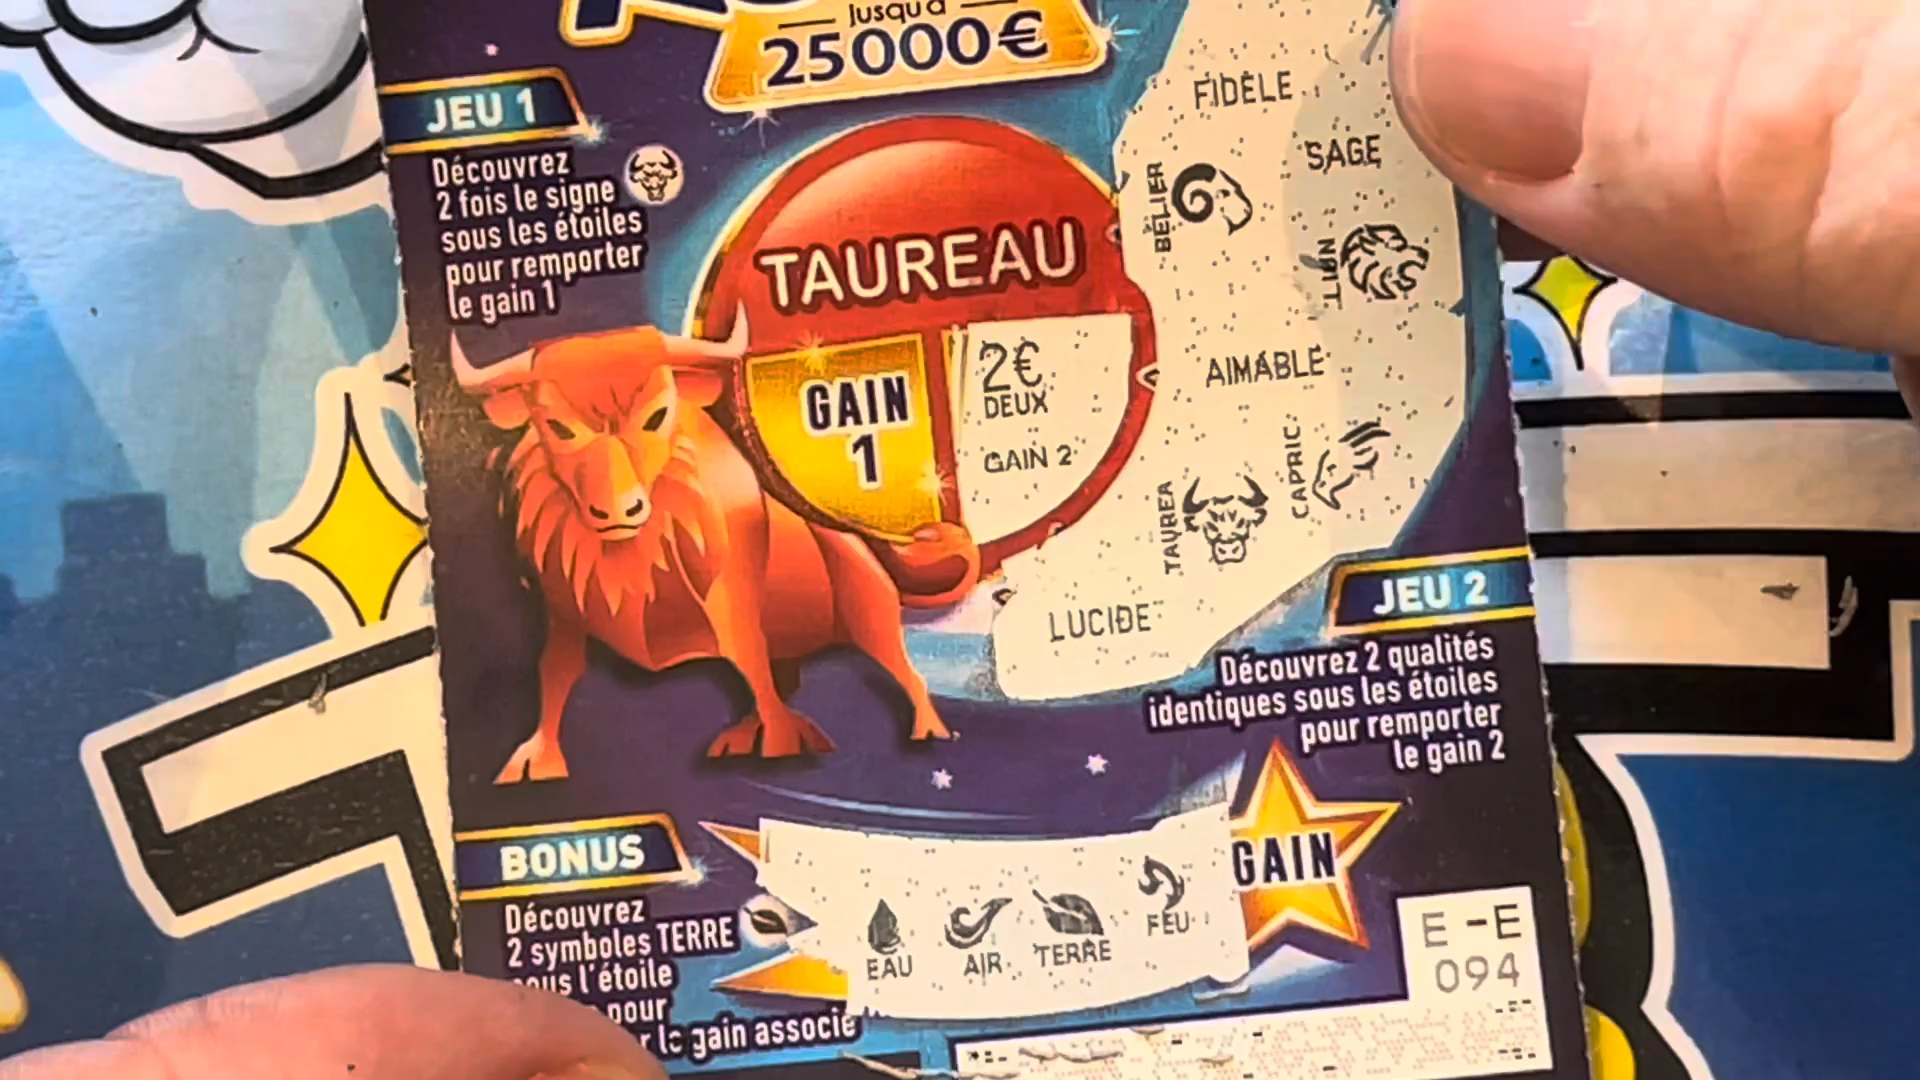 Jusqu'à
25000€
JEU 1
Découvrez
2 fois le signe
sous les étoiles
pour remporter
le gain 1
TAUREAU
GAIN
1
2€
DEUX
GAIN 2
FIDELE
SAGE
BELIER
LION
AIMABLE
CAPRIC
TAUREA
LUCIDE
JEU 2
Découvrez 2 qualités
identiques sous les étoiles
pour remporter
le gain 2
BONUS
Découvrez
2 symboles TERRE
l'étoile
pour
gain associé
EAU
AIR
TERRE
FEU
GAIN
E - E
094